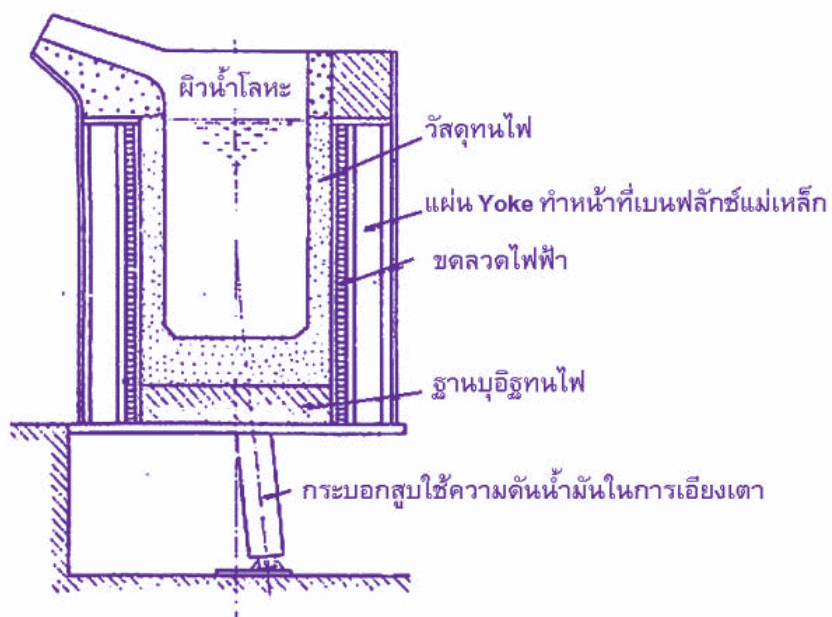 ผิวน้ำโลหะ
วัสดุทนไฟ
แผ่น Yoke ทำหน้าที่เบนฟลักซ์แม่เหล็ก
ขดลวดไฟฟ้า
ฐานบุอิฐทนไฟ
กระบอกสูบใช้ความดันน้ำมันในการเอียงเตา